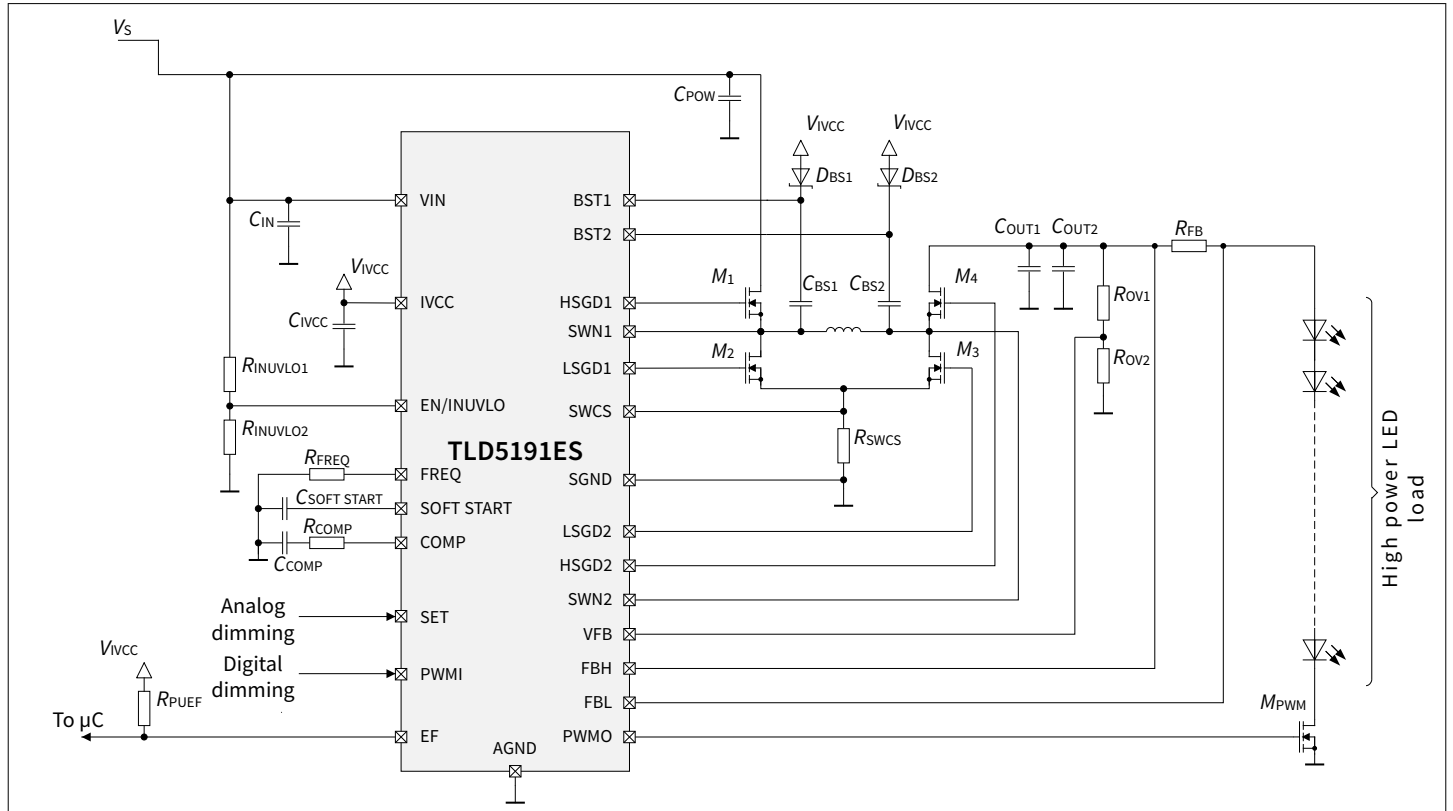 VS
CPOW
VIVCC
VIVCC
DBS1
DBS2
VIN
BST1
CIN
BST2
COUT1
COUT2
RFB
VIVCC
M1
CBS1
CBS2
M4
IVCC
HSGD1
ROV1
CIVCC
SWN1
M2
M3
ROV2
RINUVLO1
LSGD1
EN/INUVLO
SWCS
RINUVLO2
TLD5191ES
RSWCS
RFREQ
FREQ
SGND
CSOFT START
SOFT START
RCOMP
COMP
LSGD2
CCOMP
HSGD2
High power LED
load
Analog
dimming
SET
SWN2
VFB
VIVCC
Digital
dimming
PWMI
FBH
RPUEF
FBL
MPWM
To µC
EF
PWMO
AGND